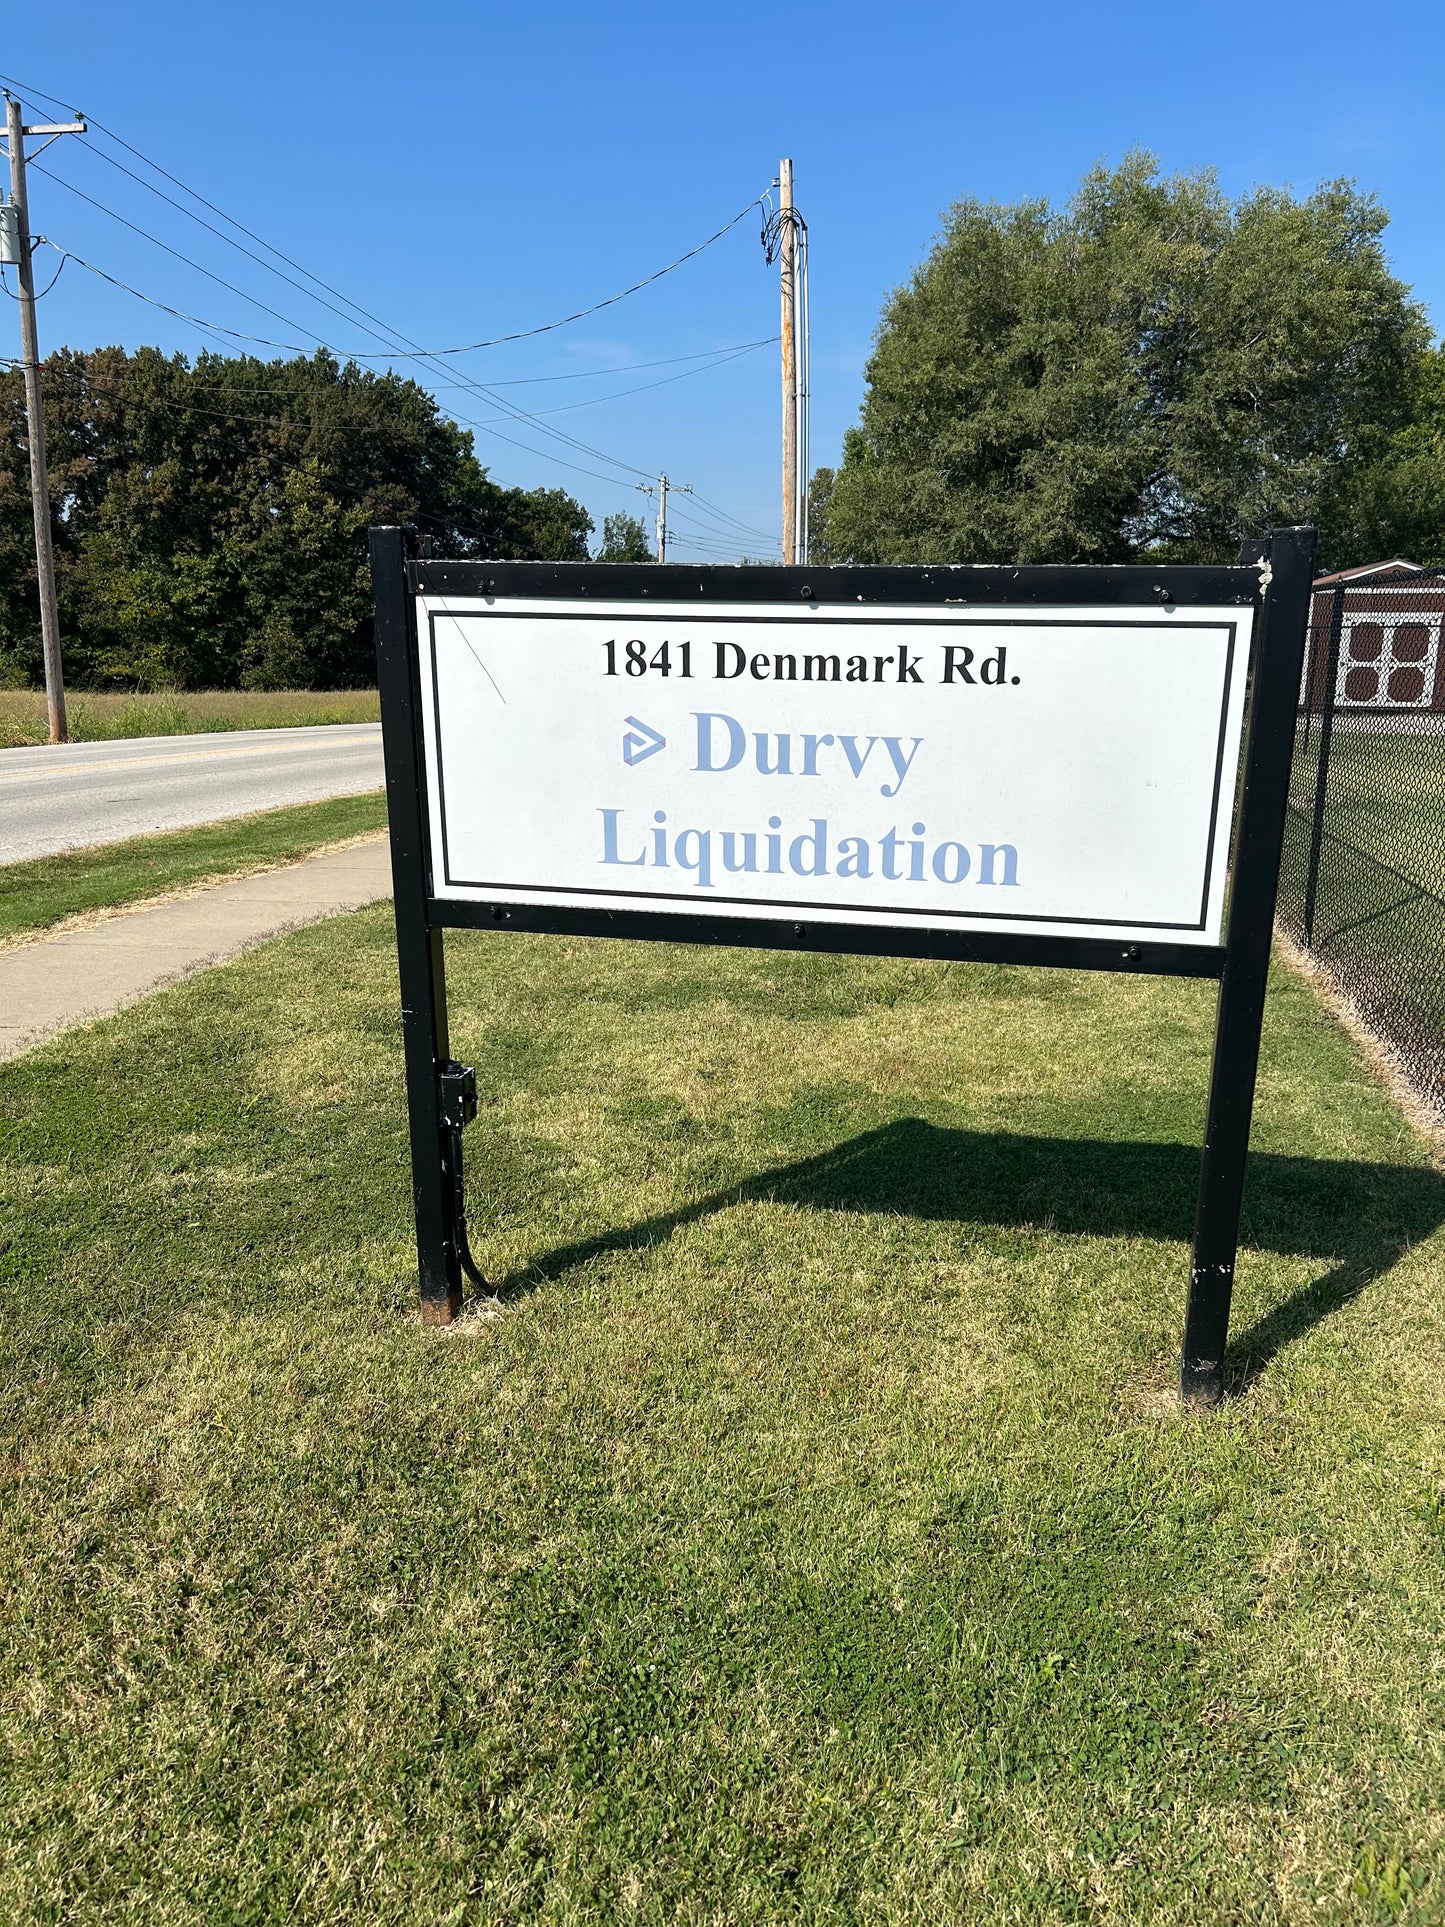 1841 Denmark Rd.
Durvy
Liquidation